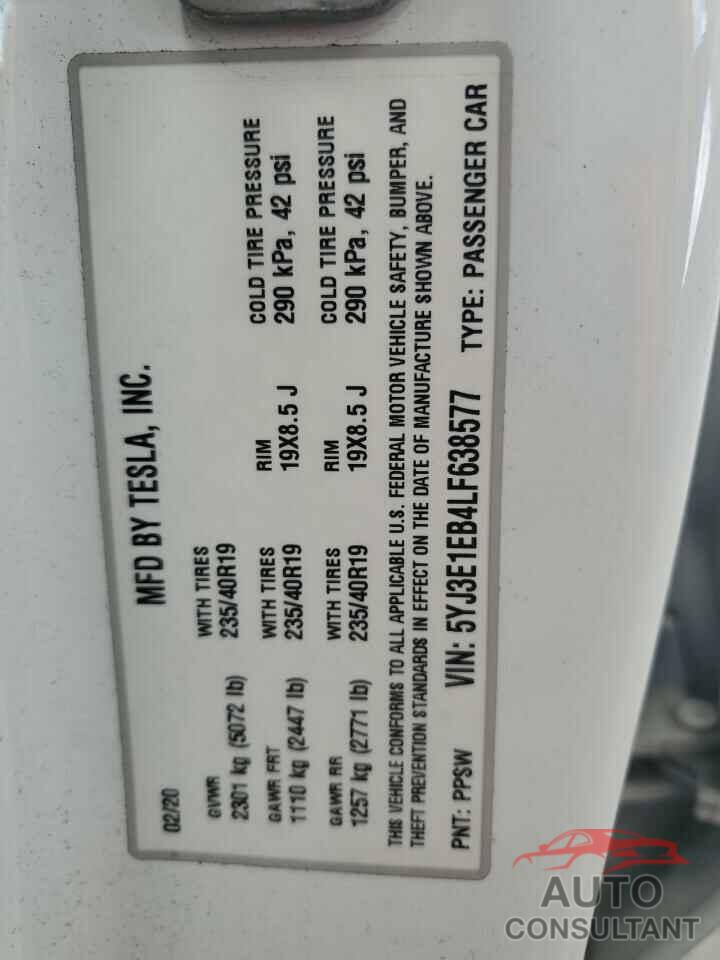 MFD BY TESLA, INC.
02/20
GVWR WITH TIRES
2301 kg (5072 lb) 235/40R19
GAWR FRT WITH TIRES RIM COLD TIRE PRESSURE
1110 kg (2447 lb) 235/40R19 19X8.5 J 290 kPa, 42 psi
GAWR RR WITH TIRES RIM COLD TIRE PRESSURE
1257 kg (2771 lb) 235/40R19 19X8.5 J 290 kPa, 42 psi
THIS VEHICLE CONFORMS TO ALL APPLICABLE U.S. FEDERAL MOTOR VEHICLE SAFETY, BUMPER, AND
THEFT PREVENTION STANDARDS IN EFFECT ON THE DATE OF MANUFACTURE SHOWN ABOVE.
PNT: PPSW VIN: 5YJ3E1EB4LF638577 TYPE: PASSENGER CAR
AUTO
CONSULTANT